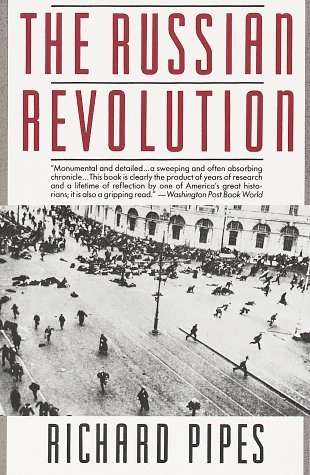 THE RUSSIAN
REVOLUTION
"Monumental and detailed...a sweeping and often absorbing
chronicle...This book is clearly the product of years of research
and a lifetime of reflection by one of America's great histo-
rians; it is also a gripping read." —Washington Post Book World
RICHARD PIPES